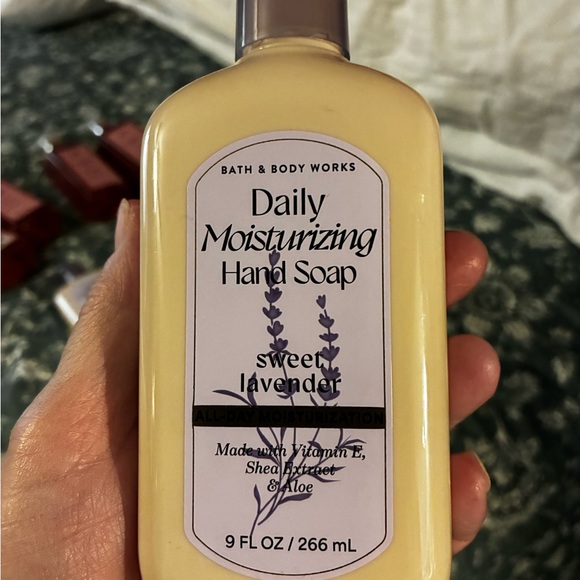 BATH & BODY WORKS
Daily
Moisturizing
Hand Soap
sweet
lavender
ALL-DAY MOISTURIZATION
Made with Vitamin E,
Shea Extract
& Aloe
9 FL OZ / 266 mL